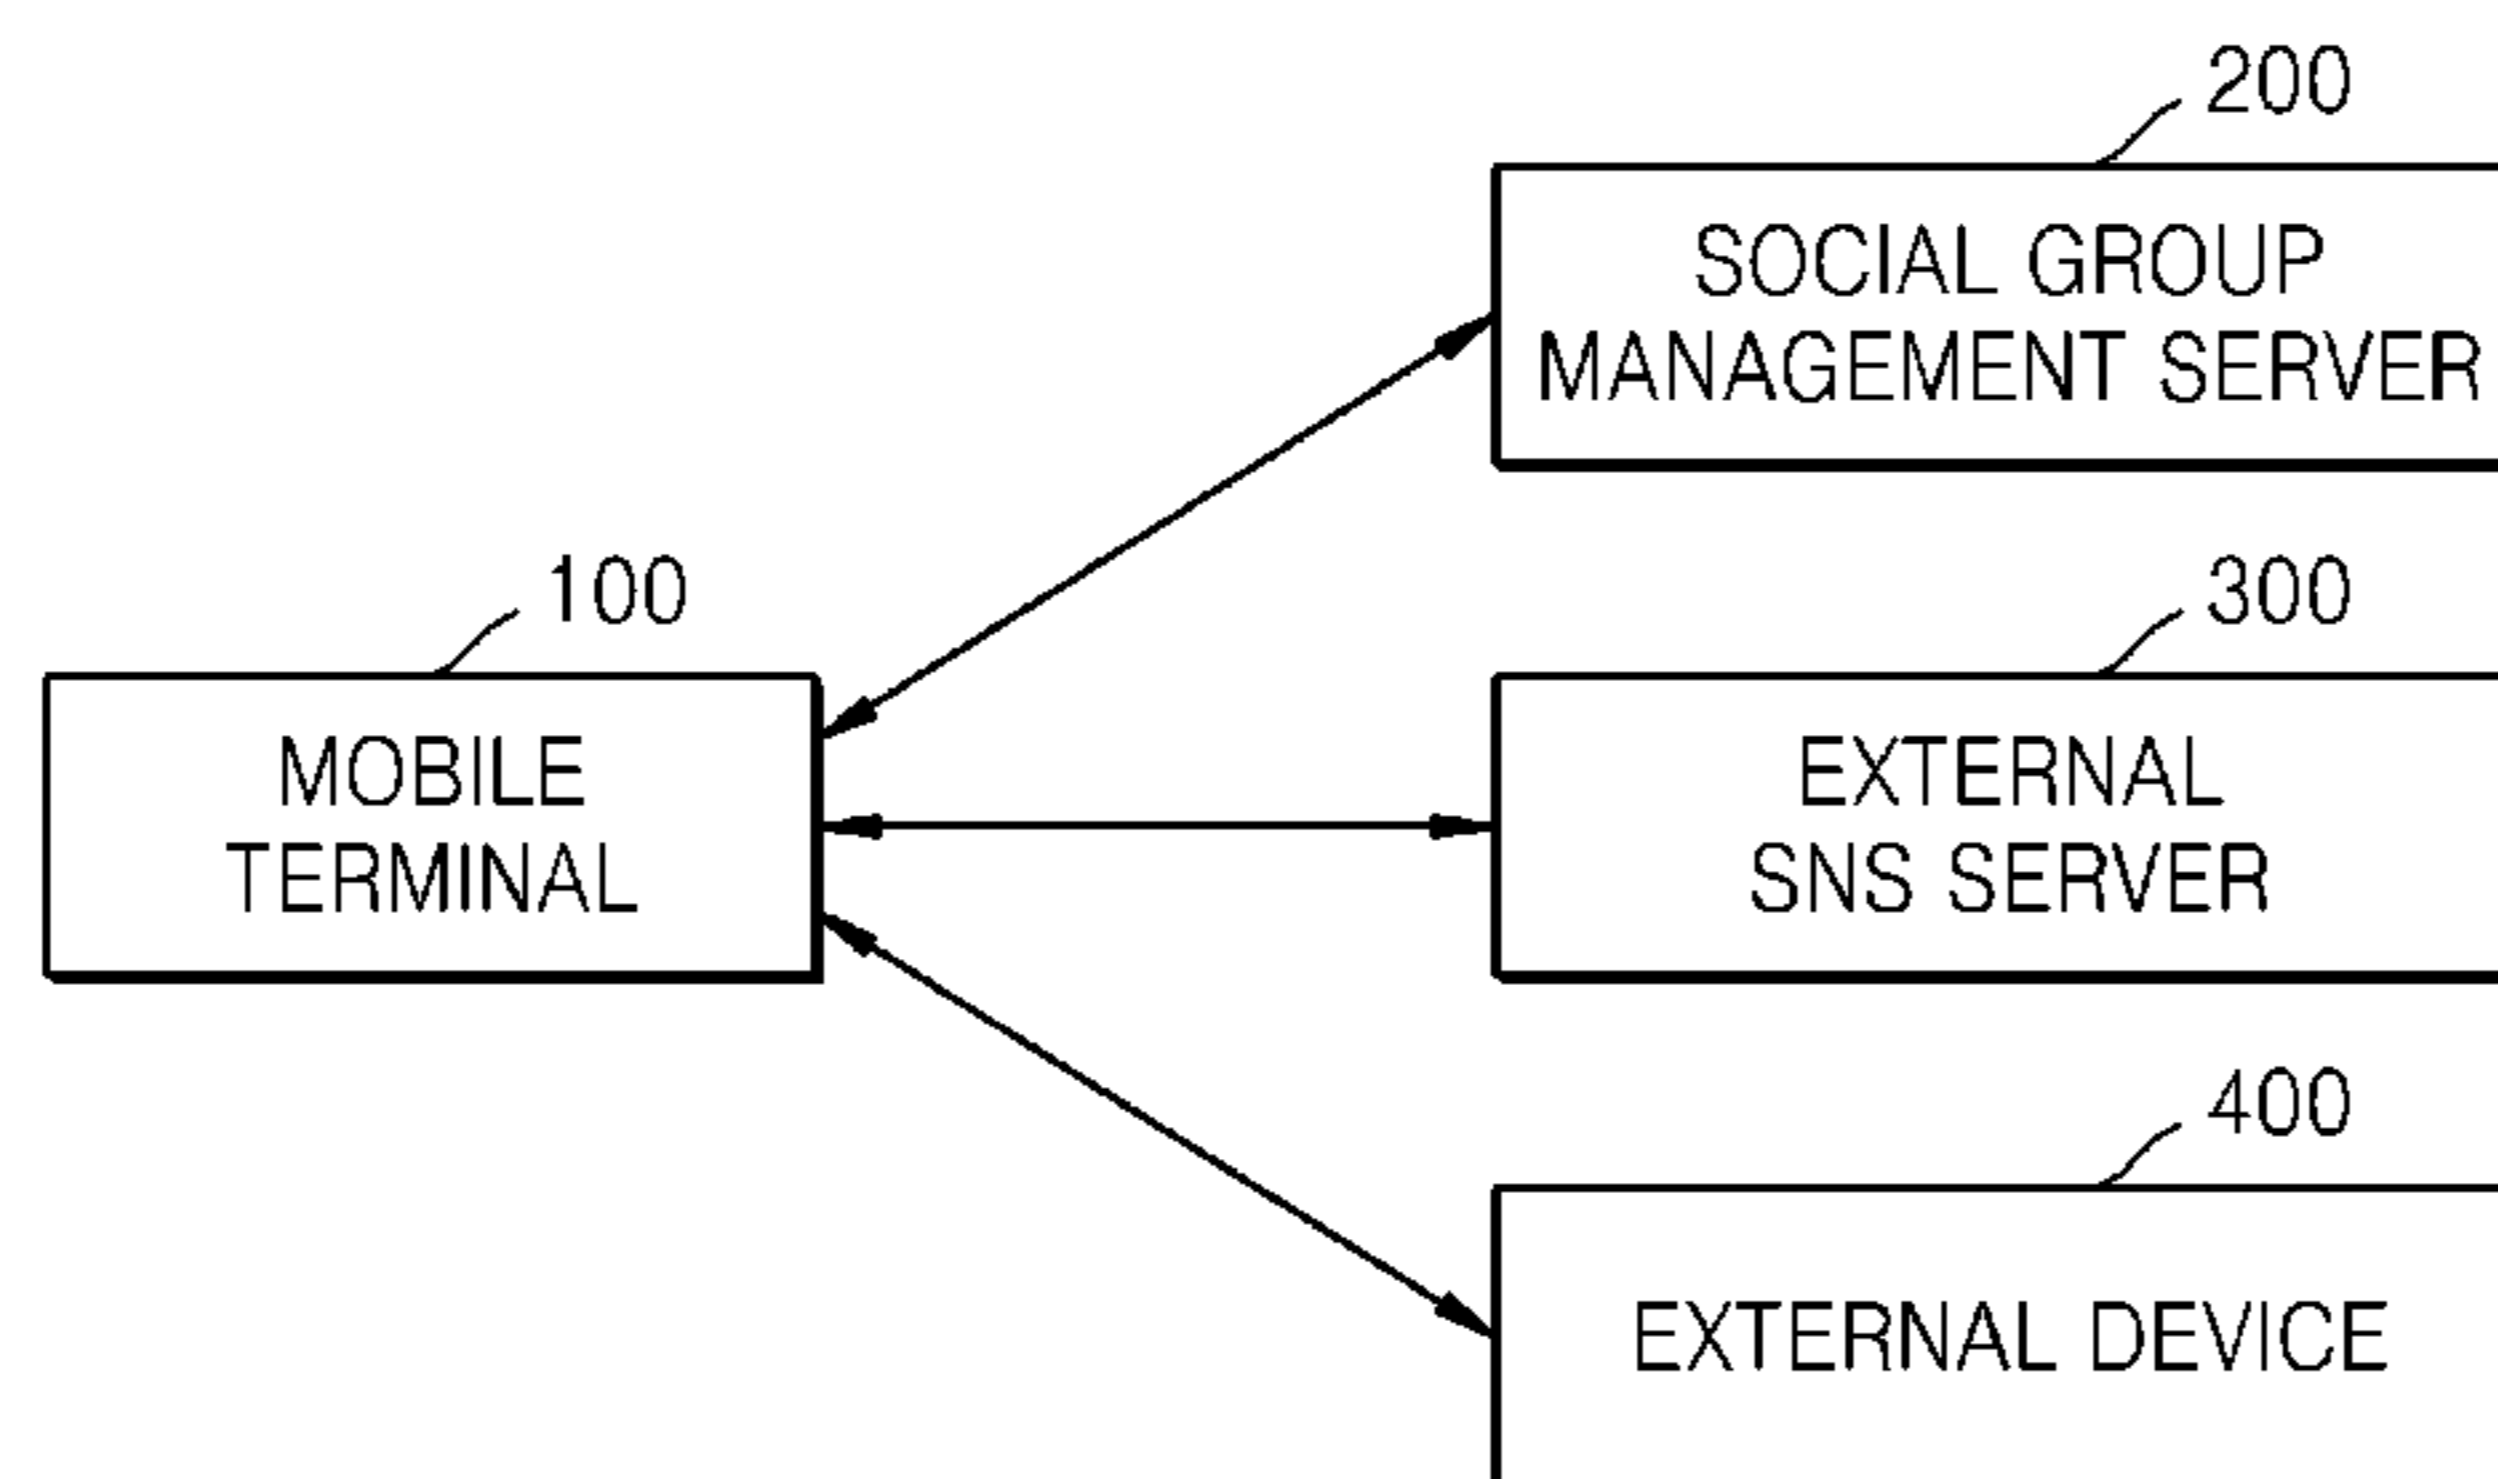 200
SOCIAL GROUP
MANAGEMENT SERVER
100
MOBILE
TERMINAL
300
EXTERNAL
SNS SERVER
400
EXTERNAL DEVICE